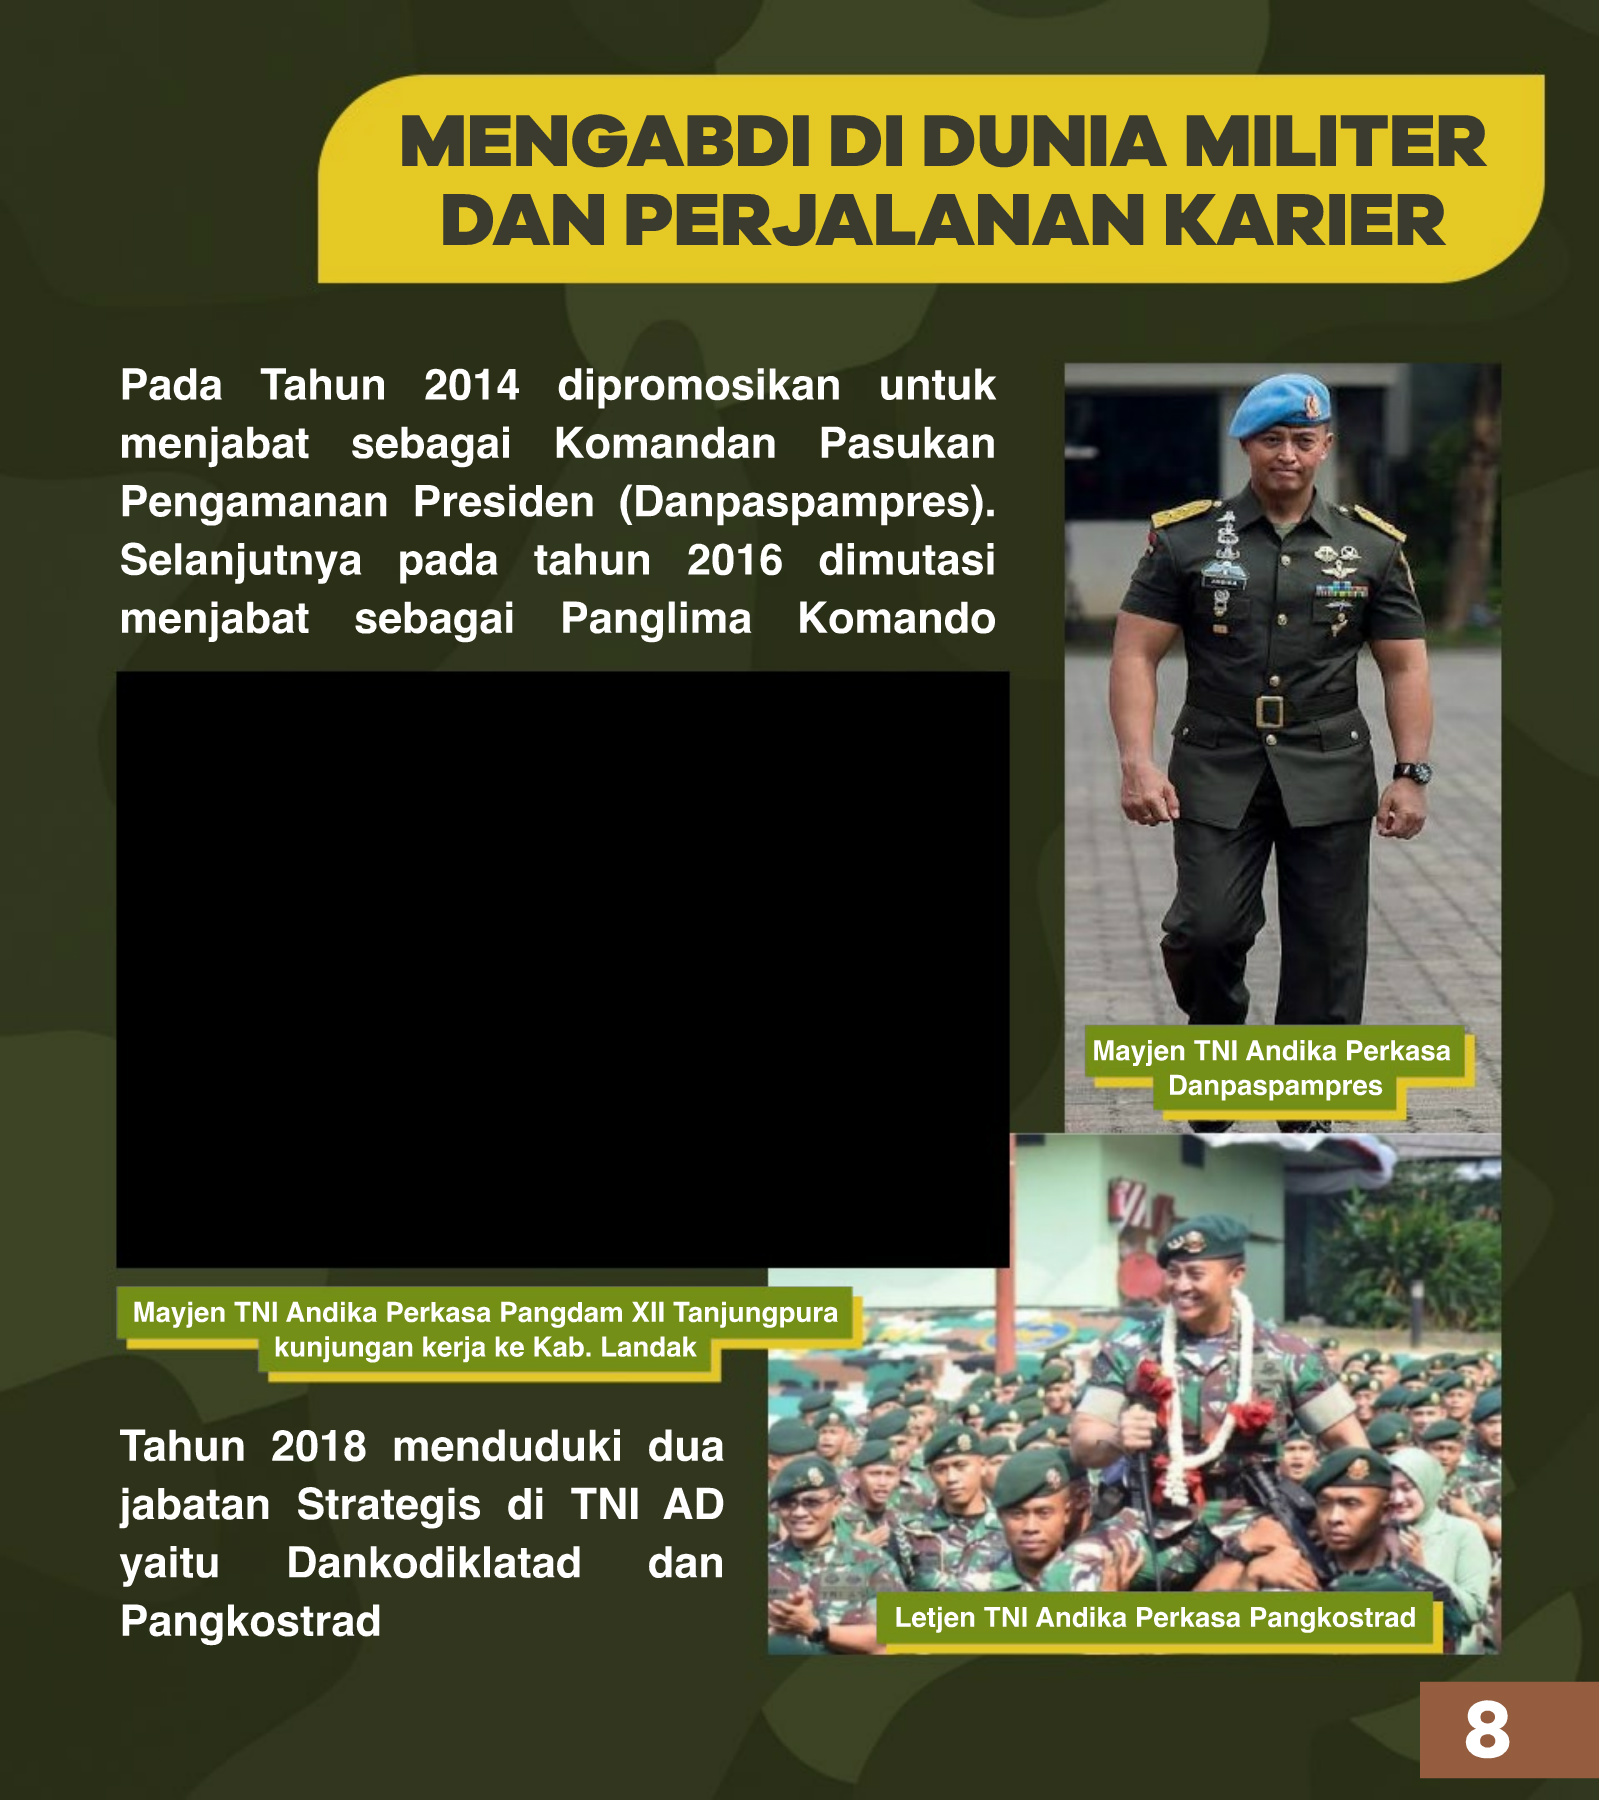 MENGABDI DI DUNIA MILITER
DAN PERJALANAN KARIER
Pada Tahun 2014 dipromosikan untuk
menjabat sebagai Komandan Pasukan
Pengamanan Presiden (Danpaspampres).
Selanjutnya pada tahun 2016 dimutasi
menjabat sebagai Panglima Komando
ANDIKA
Mayjen TNI Andika Perkasa
Danpaspampres
Mayjen TNI Andika Perkasa Pangdam XII Tanjungpura
kunjungan kerja ke Kab. Landak
Tahun 2018 menduduki dua
jabatan Strategis di TNI AD
yaitu Dankodiklatad dan
Pangkostrad
Letjen TNI Andika Perkasa Pangkostrad
8